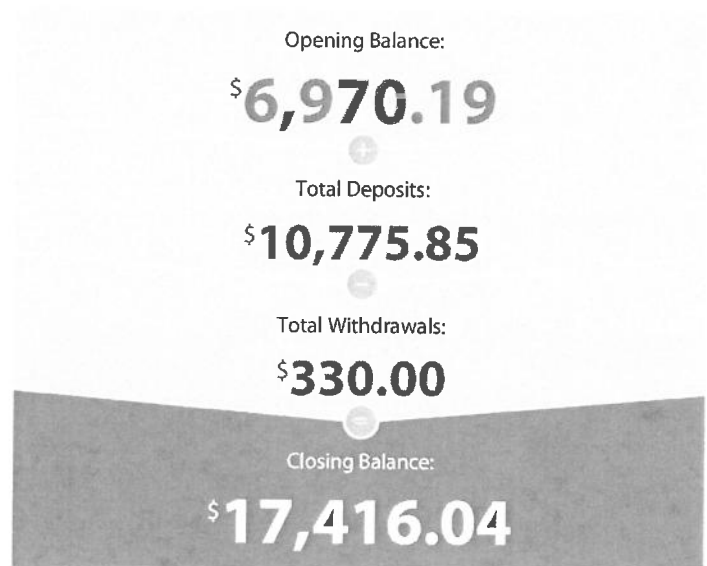 Opening Balance:
$6,970.19
+
Total Deposits:
$10,775.85
-
Total Withdrawals:
$330.00
=
Closing Balance:
$17,416.04